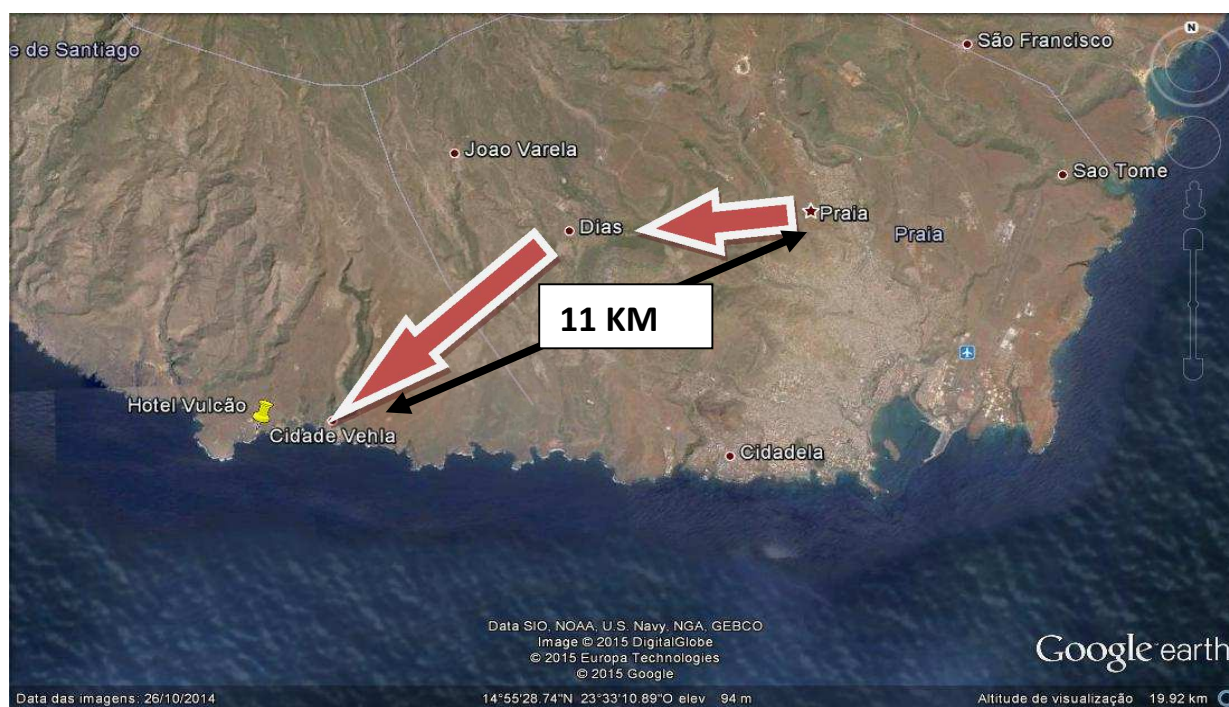 N
São Francisco
e de Santiago
Joao Varela
Sao Tome
Praia
Dias
Praia
11 KM
Hotel Vulcão
Cidade Vehla
Cidadela
Data SIO, NOAA, U.S. Navy, NGA, GEBCO
Image © 2015 DigitalGlobe
© 2015 Europa Technologies
© 2015 Google
Google earth
Data das imagens: 26/10/2014 14°55'28.74"N 23°33'10.89"O elev 94 m Altitude de visualização 19.92 km